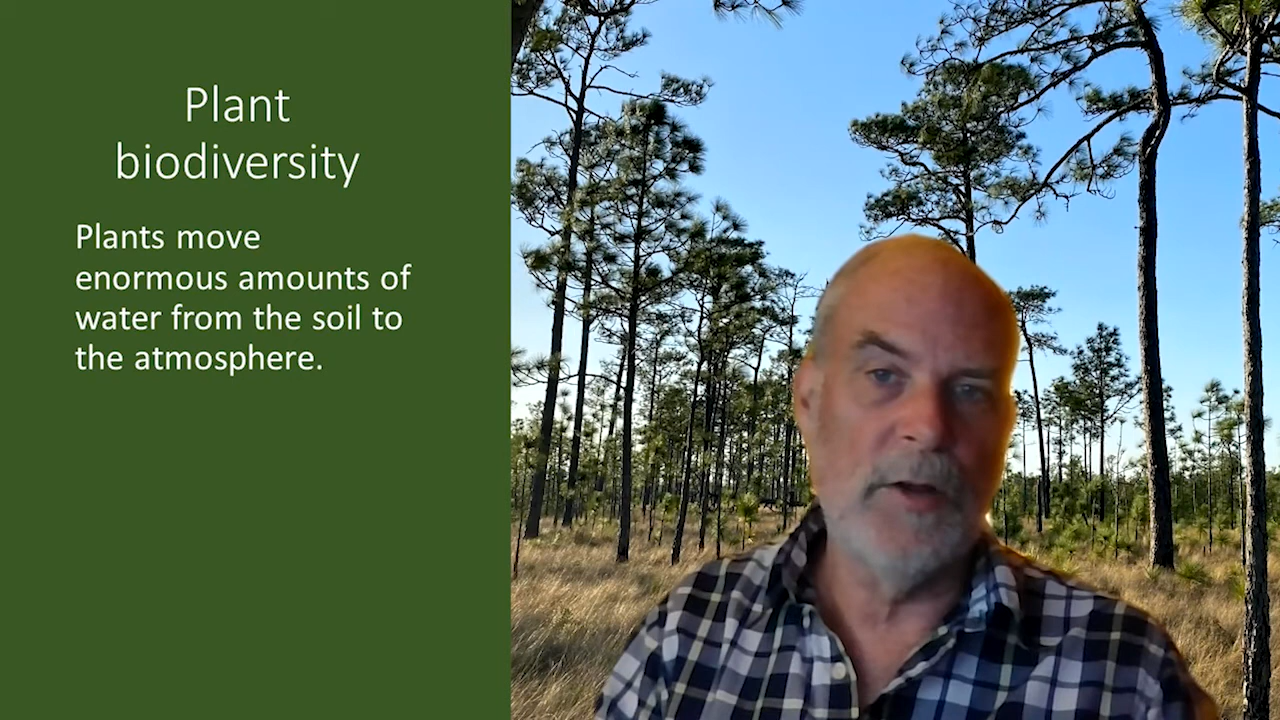 Plant
biodiversity
Plants move
enormous amounts of
water from the soil to
the atmosphere.